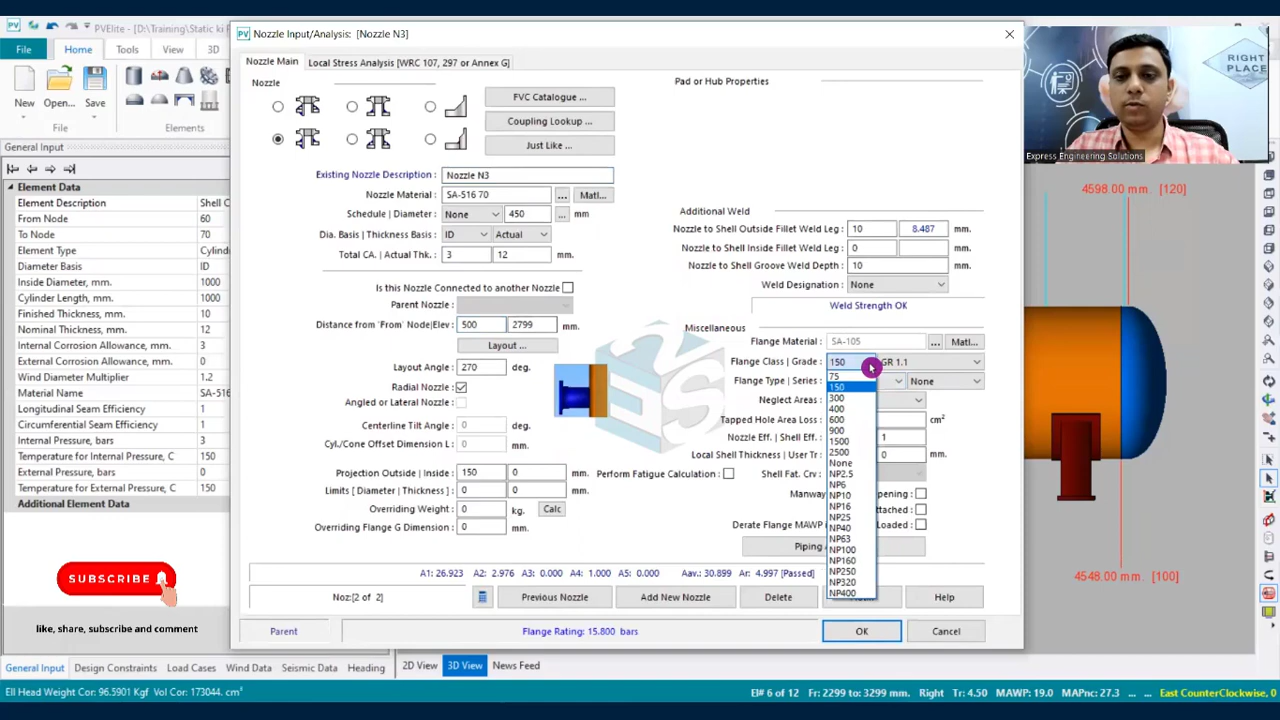 PVElite - [D:\Training\Static ki
File
Home
Tools
View
3D
New
Open...
Save
File
Elements
General Input
Element Data
Element Description
Shell C
From Node
60
To Node
70
Element Type
Cylinder
Diameter Basis
ID
Inside Diameter, mm.
1000
Cylinder Length, mm.
1000
Finished Thickness, mm.
10
Nominal Thickness, mm.
12
Internal Corrosion Allowance, mm.
3
External Corrosion Allowance, mm.
0
Wind Diameter Multiplier
1.2
Material Name
SA-516
Longitudinal Seam Efficiency
1
Circumferential Seam Efficiency
1
Internal Pressure, bars
4
Temperature for Internal Pressure, C
150
External Pressure, bars
0
Temperature for External Pressure, C
150
Additional Element Data
SUBSCRIBE
like, share, subscribe and comment
General Input
Design Constraints
Load Cases
Wind Data
Seismic Data
Heading
2D View
3D View
News Feed
Ell Head Weight Cor: 96.5901 Kgf Vol Cor: 173044. cm³
El# 6 of 12
Fr: 2299 to 3299 mm.
Right
Tr: 4.50
MAWP: 19.0
MAPnc: 27.3
...
...
East CounterClockwise, 0
Nozzle Input/Analysis: [Nozzle N3]
Nozzle Main
Local Stress Analysis [WRC 107, 297 or Annex G]
Nozzle
FVC Catalogue ...
Coupling Lookup ...
Just Like ...
Existing Nozzle Description:
Nozzle N3
Nozzle Material:
SA-516 70
...
Matl...
Schedule | Diameter:
None
450
...
mm
Dia. Basis | Thickness Basis:
ID
Actual
Total CA. | Actual Thk.:
3
12
mm.
Is this Nozzle Connected to another Nozzle
Parent Nozzle:
Distance from 'From' Node|Elev:
500
2799
mm.
Layout ...
Layout Angle:
270
deg.
Radial Nozzle:
Angled or Lateral Nozzle:
Centerline Tilt Angle:
0
deg.
Cyl./Cone Offset Dimension L:
0
mm.
Projection Outside | Inside:
150
0
mm.
Limits [ Diameter | Thickness ]:
0
0
mm.
Overriding Weight:
0
kg.
Calc
Overriding Flange G Dimension:
0
mm.
Pad or Hub Properties
Additional Weld
Nozzle to Shell Outside Fillet Weld Leg:
10
8.487
mm.
Nozzle to Shell Inside Fillet Weld Leg:
0
mm.
Nozzle to Shell Groove Weld Depth:
10
mm.
Weld Designation:
None
Weld Strength OK
Miscellaneous
Flange Material:
SA-105
...
Matl...
Flange Class | Grade:
150
GR 1.1
Flange Type | Series:
None
Neglect Areas:
Tapped Hole Area Loss:
cm²
Nozzle Eff. | Shell Eff.:
1
Local Shell Thickness | User Tr:
0
mm.
Perform Fatigue Calculation:
Shell Fat. Crv:
75
150
300
400
600
900
1500
2500
None
NP2.5
NP6
NP10
NP16
NP25
NP40
NP63
NP100
NP160
NP250
NP320
NP400
A1: 26.923
A2: 2.976
A3: 0.000
A4: 1.000
A5: 0.000
Aav.: 30.899
Ar: 4.997 [Passed]
Noz:[2 of 2]
Previous Nozzle
Add New Nozzle
Delete
Help
Parent
Flange Rating: 15.800 bars
OK
Cancel
RIGHT
PLACE
Express Engineering Solutions
4598.00 mm. [120]
4548.00 mm. [100]